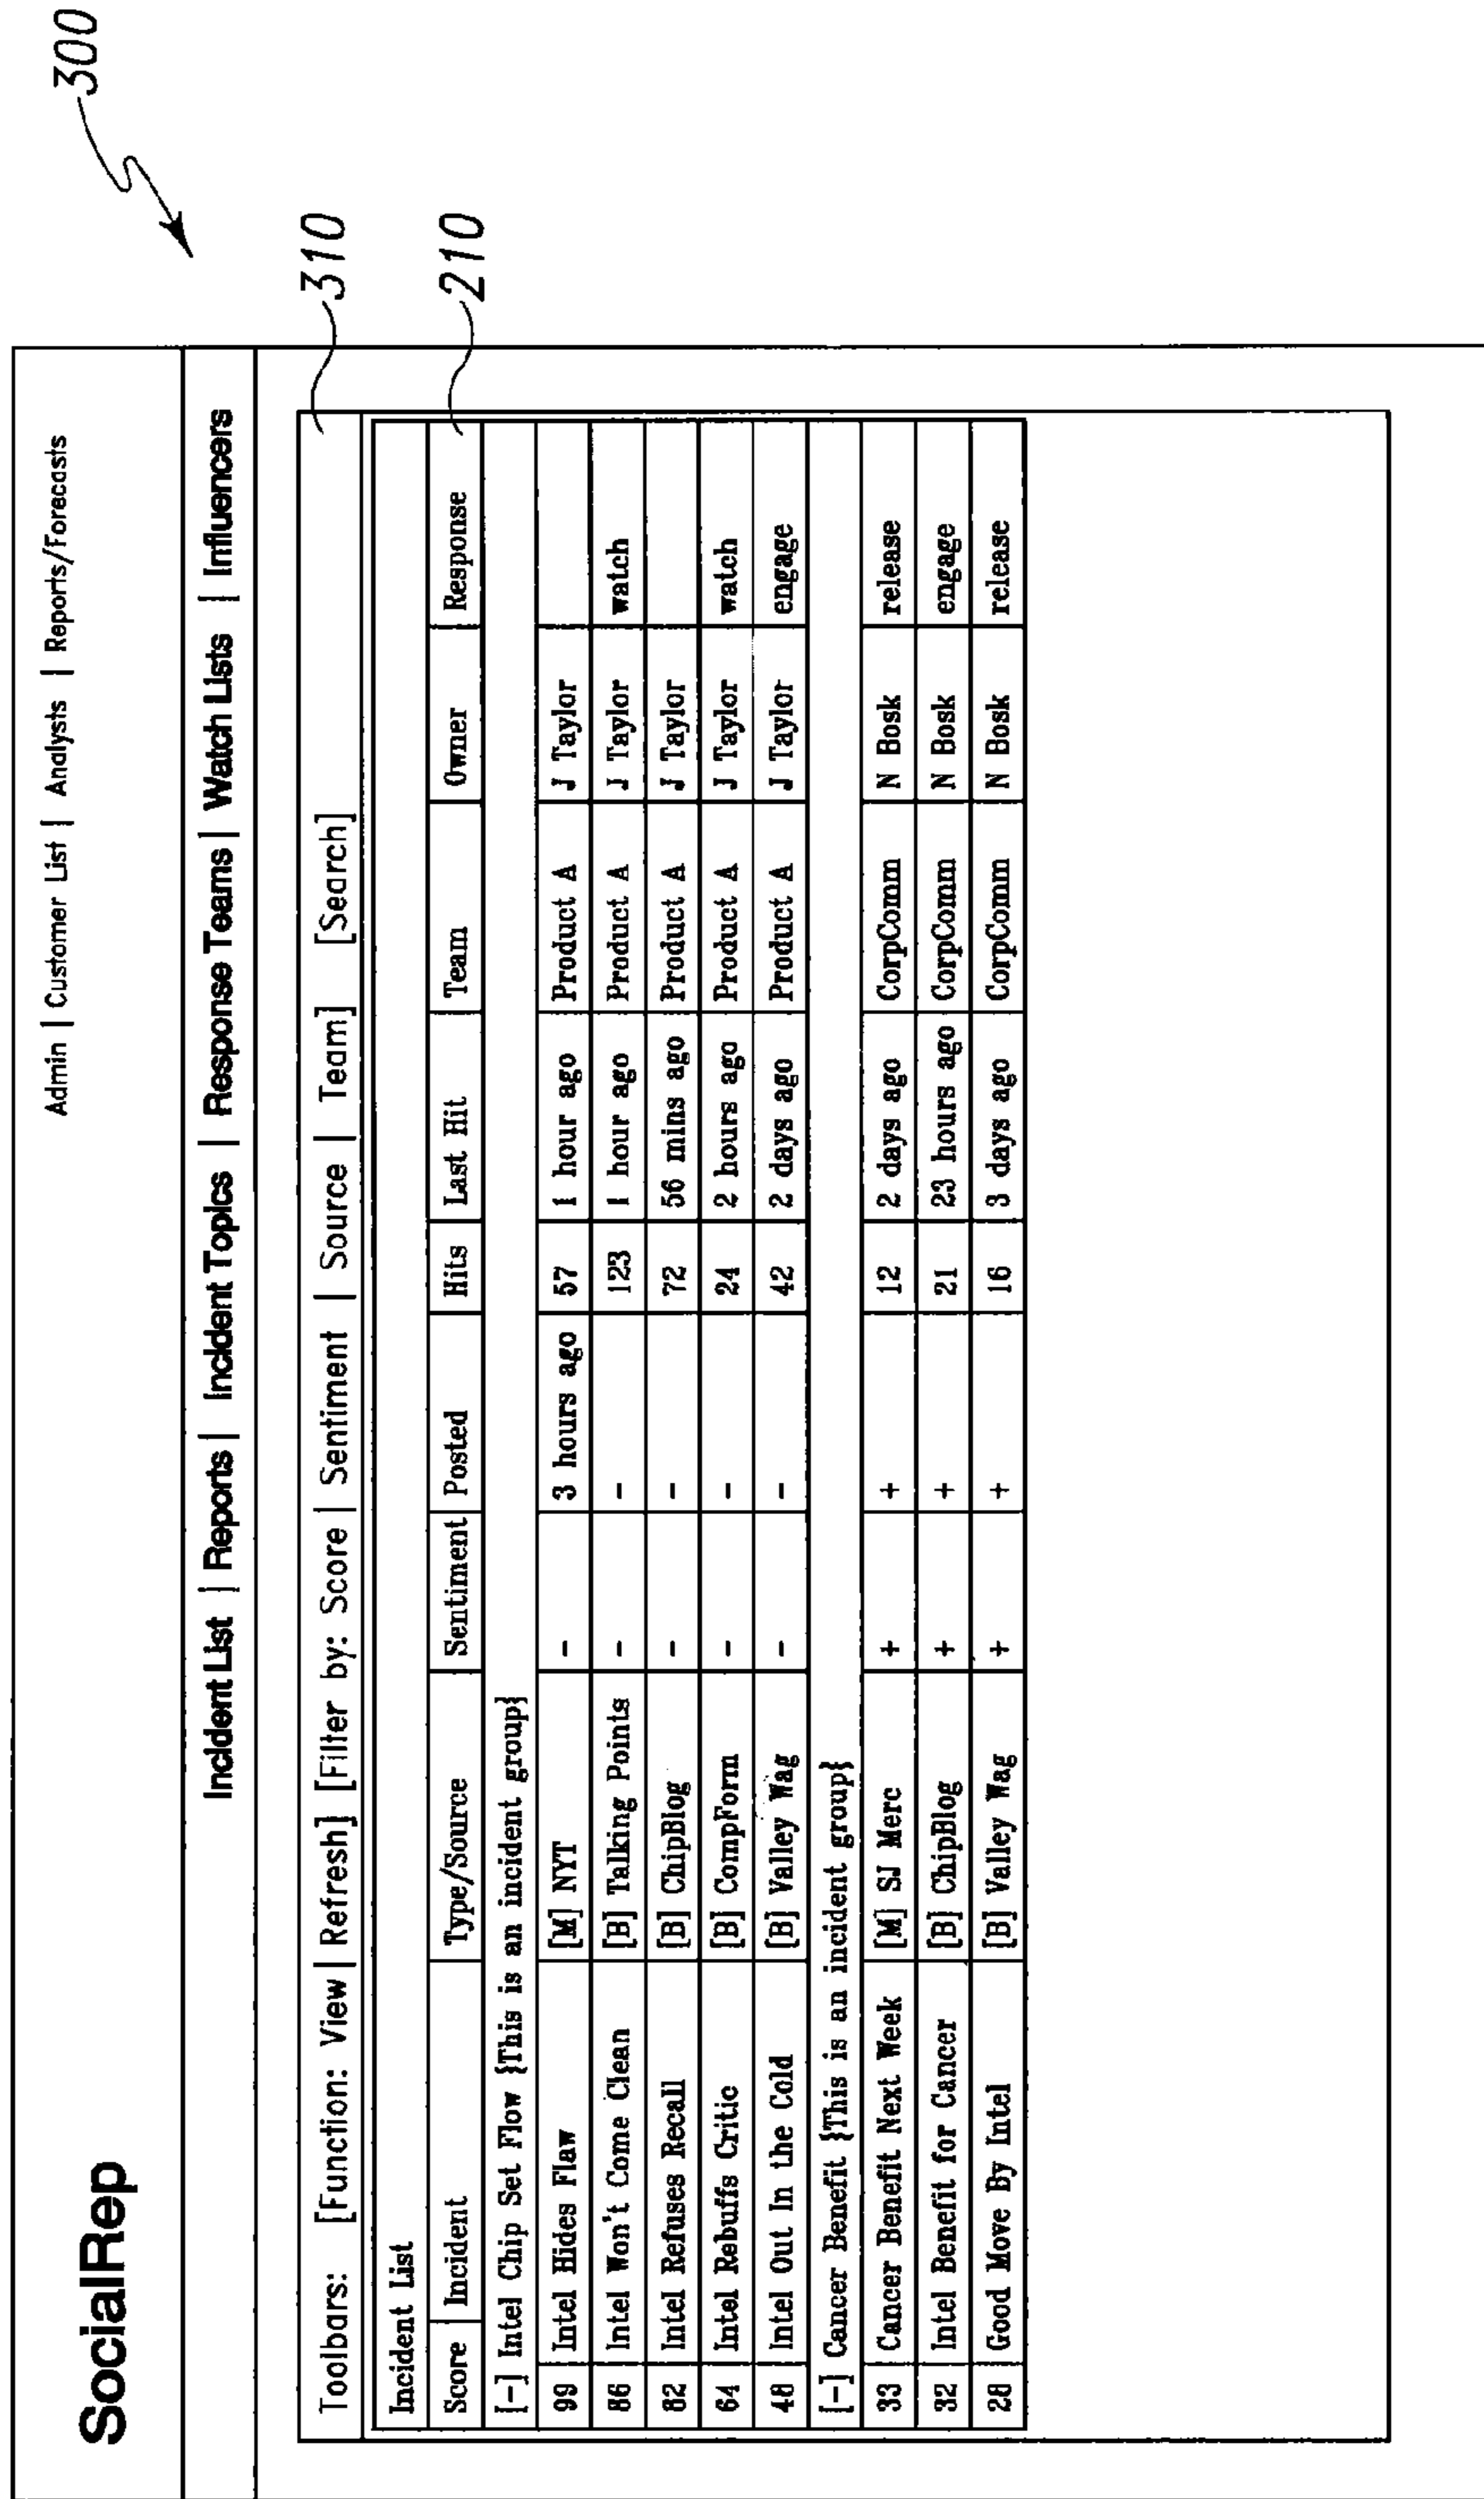 300
SocialRep
Admin | Customer List | Analysts | Reports/Forecasts
Incident List | Reports | Incident Topics | Response Teams | Watch Lists | Influencers
310
Toolbars: [Function: View | Refresh] [Filter by: Score | Sentiment | Source | Team] [Search]
Incident List
210
Score Incident Type/Source Sentiment Posted Hits Last Hit Team Owner Response
[-] Intel Chip Set Flow {This is an incident group}
99 Intel Hides Flaw [M] NYT - 3 hours ago 57 1 hour ago Product A J Taylor
86 Intel Won't Come Clean [B] Talking Points - - 123 1 hour ago Product A J Taylor watch
82 Intel Refuses Recall [B] ChipBlog - - 72 56 mins ago Product A J Taylor
64 Intel Rebuffs Critic [B] CompForm - - 24 2 hours ago Product A J Taylor watch
48 Intel Out In the Cold [B] Valley Wag - - 42 2 days ago Product A J Taylor engage
[-] Cancer Benefit {This is an incident group}
33 Cancer Benefit Next Week [M] SJ Merc + + 12 2 days ago CorpComm N Bosk release
32 Intel Benefit for Cancer [B] ChipBlog + + 21 23 hours ago CorpComm N Bosk engage
28 Good Move By Intel [B] Valley Wag + + 16 3 days ago CorpComm N Bosk release